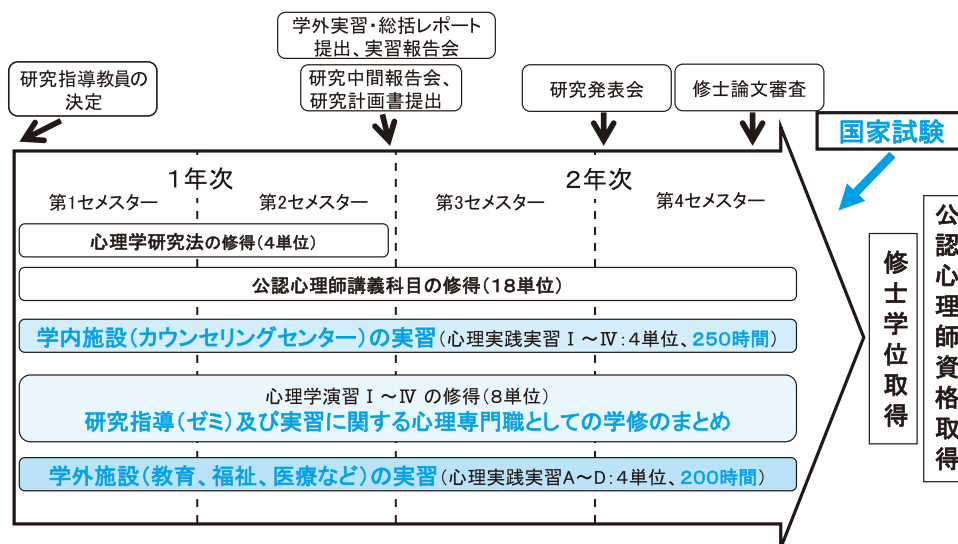 学外実習・総括レポート
提出、実習報告会
研究指導教員の
決定
研究中間報告会、
研究計画書提出
研究発表会
修士論文審査
国家試験
1年次
2年次
第1セメスター
第2セメスター
第3セメスター
第4セメスター
心理学研究法の修得(4単位)
公認心理師講義科目の修得(18単位)
学内施設(カウンセリングセンター)の実習(心理実践実習Ⅰ～Ⅳ:4単位、250時間)
心理学演習Ⅰ～Ⅳ の修得(8単位)
研究指導(ゼミ)及び実習に関する心理専門職としての学修のまとめ
学外施設(教育、福祉、医療など)の実習(心理実践実習A～D:4単位、200時間)
修士学位取得
公認心理師資格取得